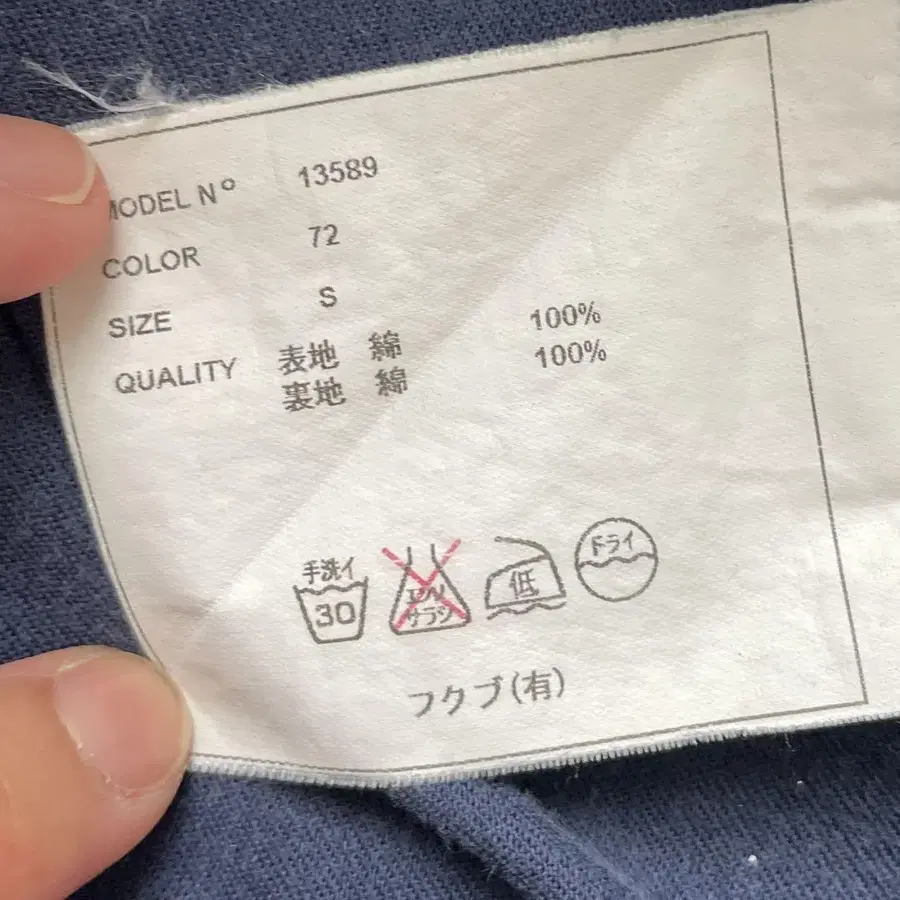 MODEL Nº 13589
COLOR 72
SIZE S
QUALITY 表地 綿 100%
裏地 綿 100%
手洗イ
30
エンソ
サラシ
低
ドライ
フクブ(有)